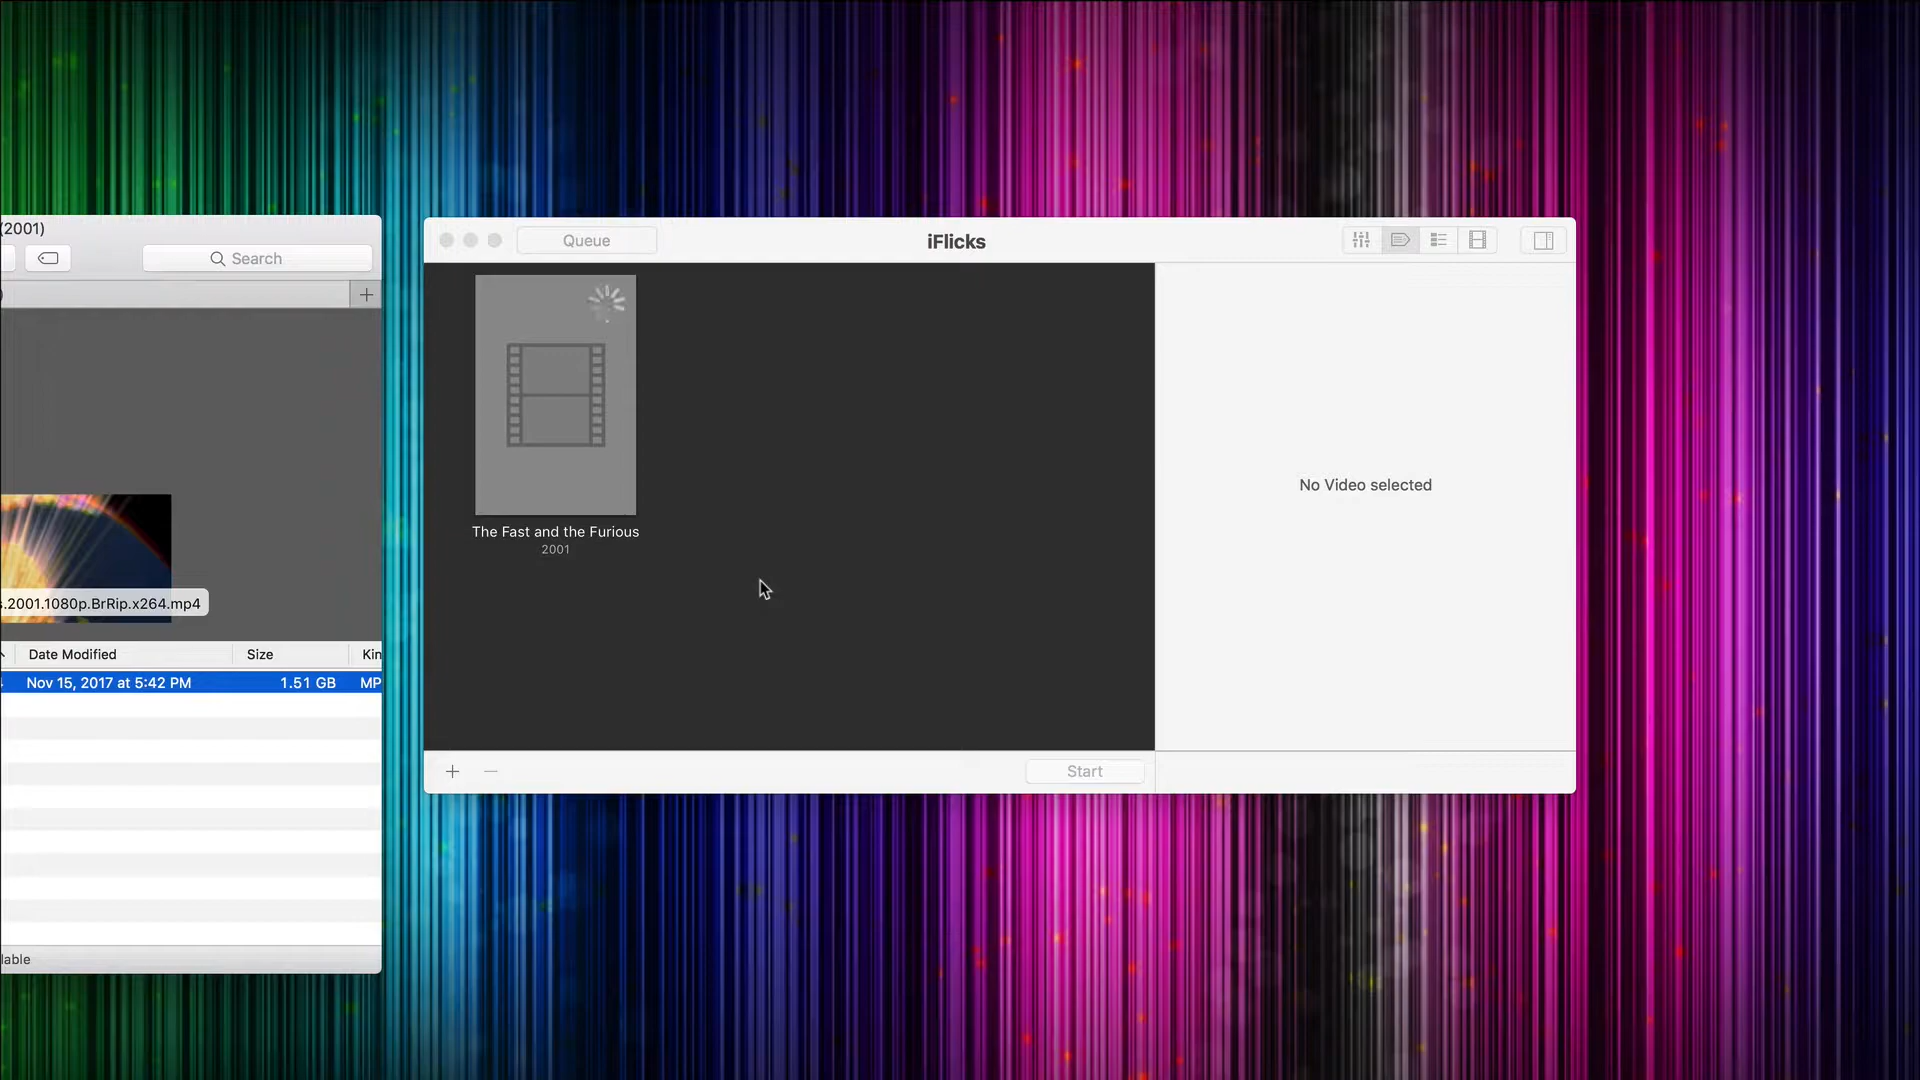 (2001)
Search
.2001.1080p.BrRip.x264.mp4
Date Modified Size Kin
Nov 15, 2017 at 5:42 PM 1.51 GB MP
lable
Queue
iFlicks
The Fast and the Furious
2001
No Video selected
Start